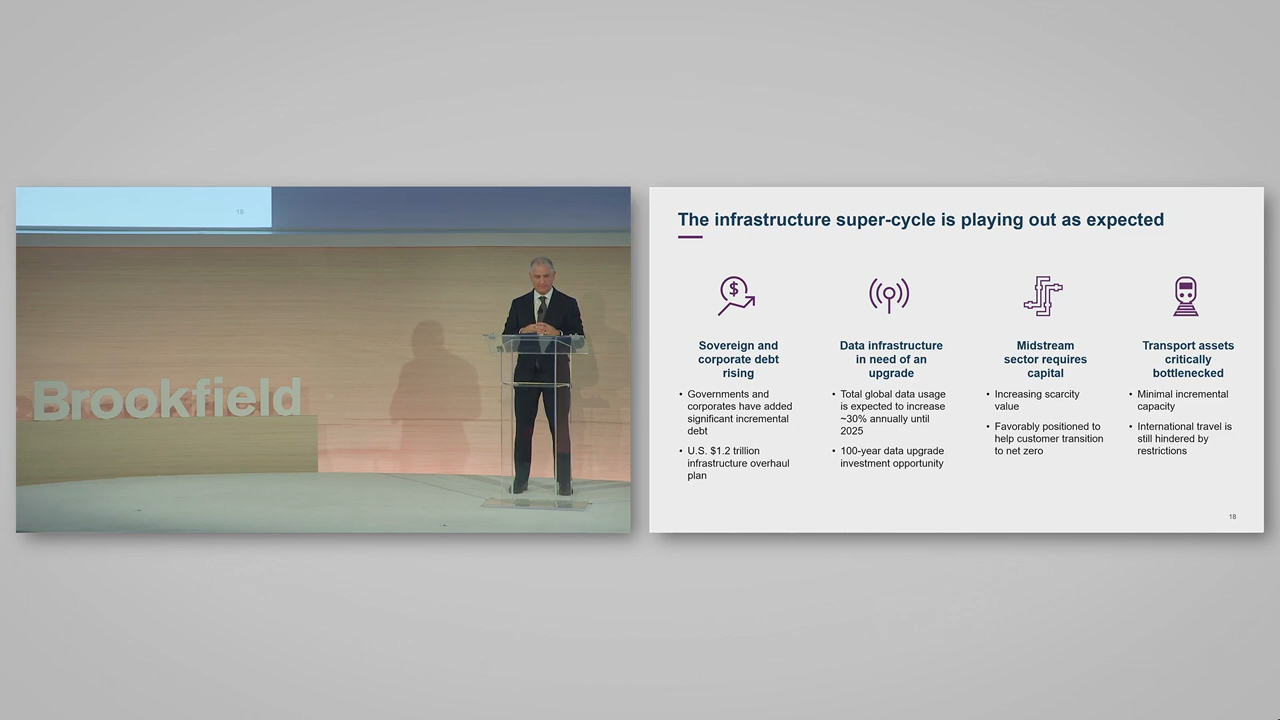 18
Brookfield
The infrastructure super-cycle is playing out as expected
$
Sovereign and
corporate debt
rising
• Governments and
corporates have added
significant incremental
debt
• U.S. $1.2 trillion
infrastructure overhaul
plan
Data infrastructure
in need of an
upgrade
• Total global data usage
is expected to increase
~30% annually until
2025
• 100-year data upgrade
investment opportunity
Midstream
sector requires
capital
• Increasing scarcity
value
• Favorably positioned to
help customer transition
to net zero
Transport assets
critically
bottlenecked
• Minimal incremental
capacity
• International travel is
still hindered by
restrictions
18